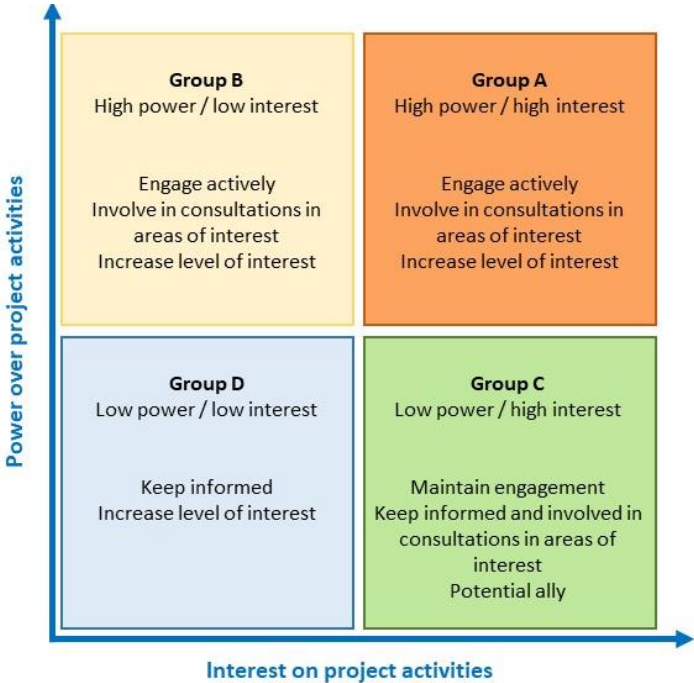 Power over project activities
Group B
High power / low interest
Engage actively
Involve in consultations in
areas of interest
Increase level of interest
Group A
High power / high interest
Engage actively
Involve in consultations in
areas of interest
Increase level of interest
Group D
Low power / low interest
Keep informed
Increase level of interest
Group C
Low power / high interest
Maintain engagement
Keep informed and involved in
consultations in areas of
interest
Potential ally
Interest on project activities